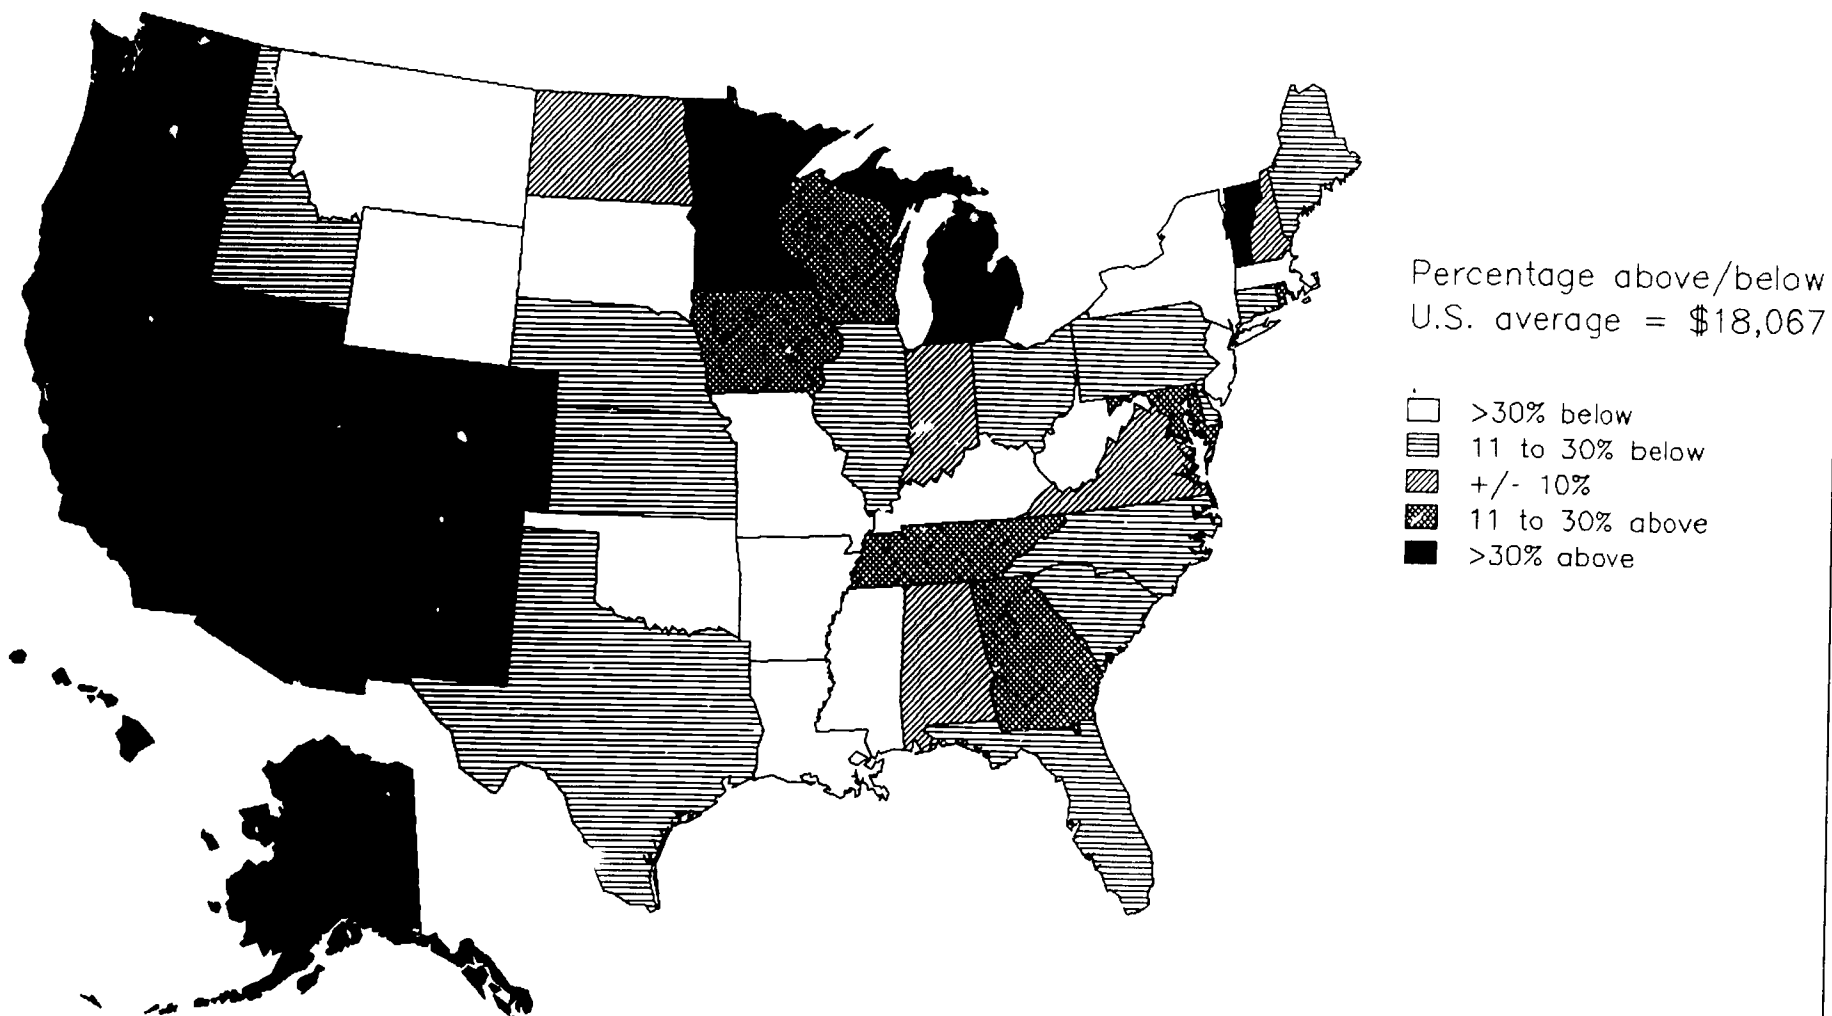 Percentage above/below
U.S. average = $18,067
>30% below
11 to 30% below
+/- 10%
11 to 30% above
>30% above